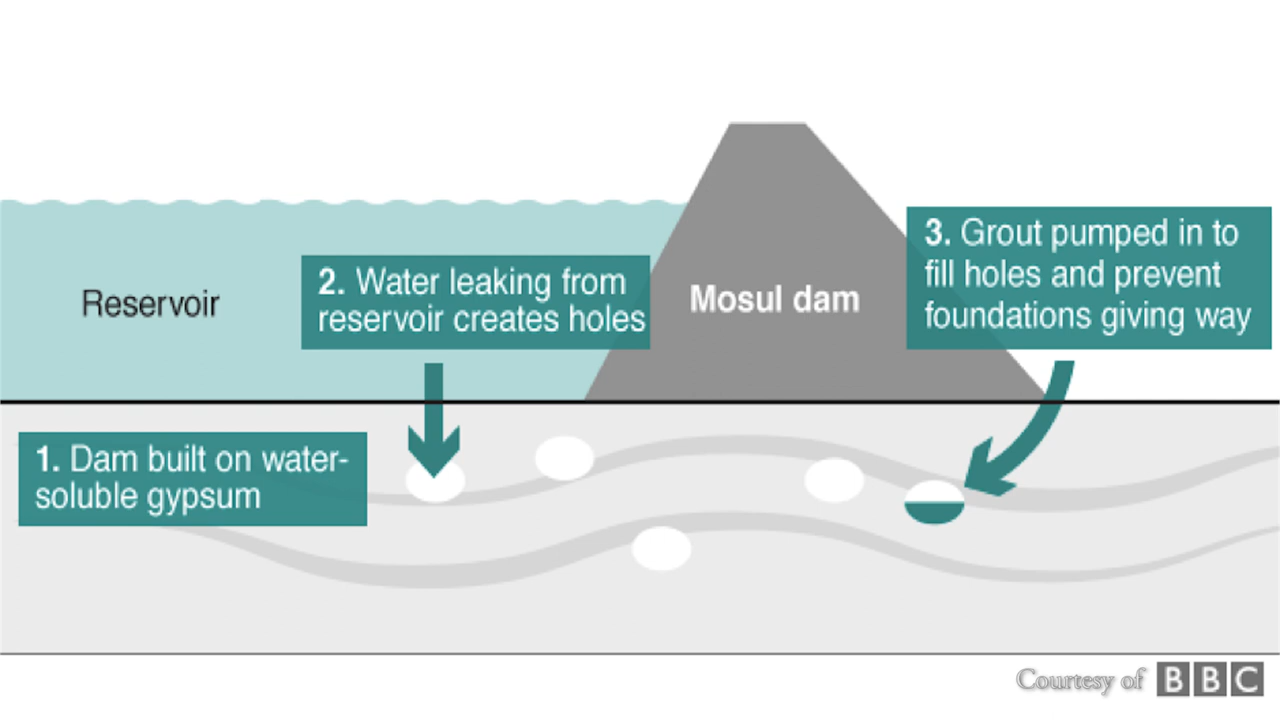 Reservoir
2. Water leaking from
reservoir creates holes
Mosul dam
3. Grout pumped in to
fill holes and prevent
foundations giving way
1. Dam built on water-
soluble gypsum
Courtesy of BBC